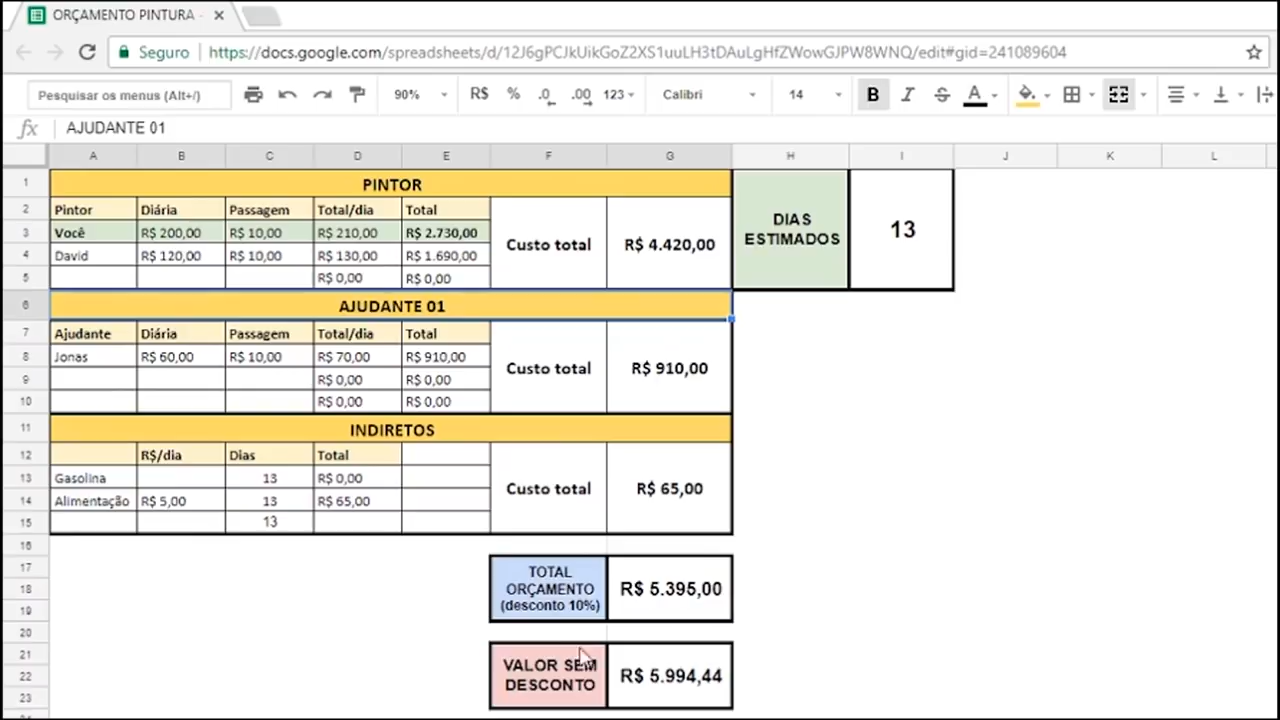 ORÇAMENTO PINTURA -
Seguro https://docs.google.com/spreadsheets/d/12J6gPCJkUikGoZ2XS1uuLH3tDAuLgHfZWowGJPW8WNQ/edit#gid=241089604
Pesquisar os menus (Alt+/) 90% R$ % .0 .00 123 Calibri 14 B I S A
fx AJUDANTE 01
A B C D E F G H I J K L
1 PINTOR
2 Pintor Diária Passagem Total/dia Total
3 Você R$ 200,00 R$ 10,00 R$ 210,00 R$ 2.730,00
Custo total R$ 4.420,00
DIAS
ESTIMADOS
13
4 David R$ 120,00 R$ 10,00 R$ 130,00 R$ 1.690,00
5 R$ 0,00 R$ 0,00
6 AJUDANTE 01
7 Ajudante Diária Passagem Total/dia Total
8 Jonas R$ 60,00 R$ 10,00 R$ 70,00 R$ 910,00
Custo total R$ 910,00
9 R$ 0,00 R$ 0,00
10 R$ 0,00 R$ 0,00
11 INDIRETOS
12 R$/dia Dias Total
13 Gasolina 13 R$ 0,00
Custo total R$ 65,00
14 Alimentação R$ 5,00 13 R$ 65,00
15 13
16
17 TOTAL
18 ORÇAMENTO R$ 5.395,00
19 (desconto 10%)
20
21 VALOR SEM
22 DESCONTO R$ 5.994,44
23